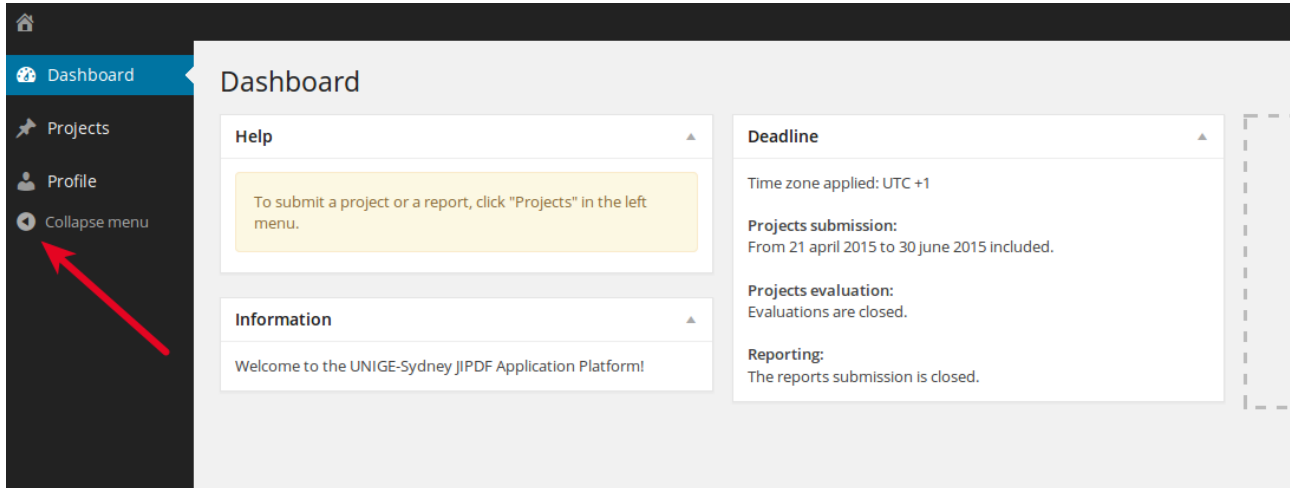 Dashboard
Projects
Profile
Collapse menu
Dashboard
Help
To submit a project or a report, click "Projects" in the left
menu.
Information
Welcome to the UNIGE-Sydney JIPDF Application Platform!
Deadline
Time zone applied: UTC +1
Projects submission:
From 21 april 2015 to 30 june 2015 included.
Projects evaluation:
Evaluations are closed.
Reporting:
The reports submission is closed.